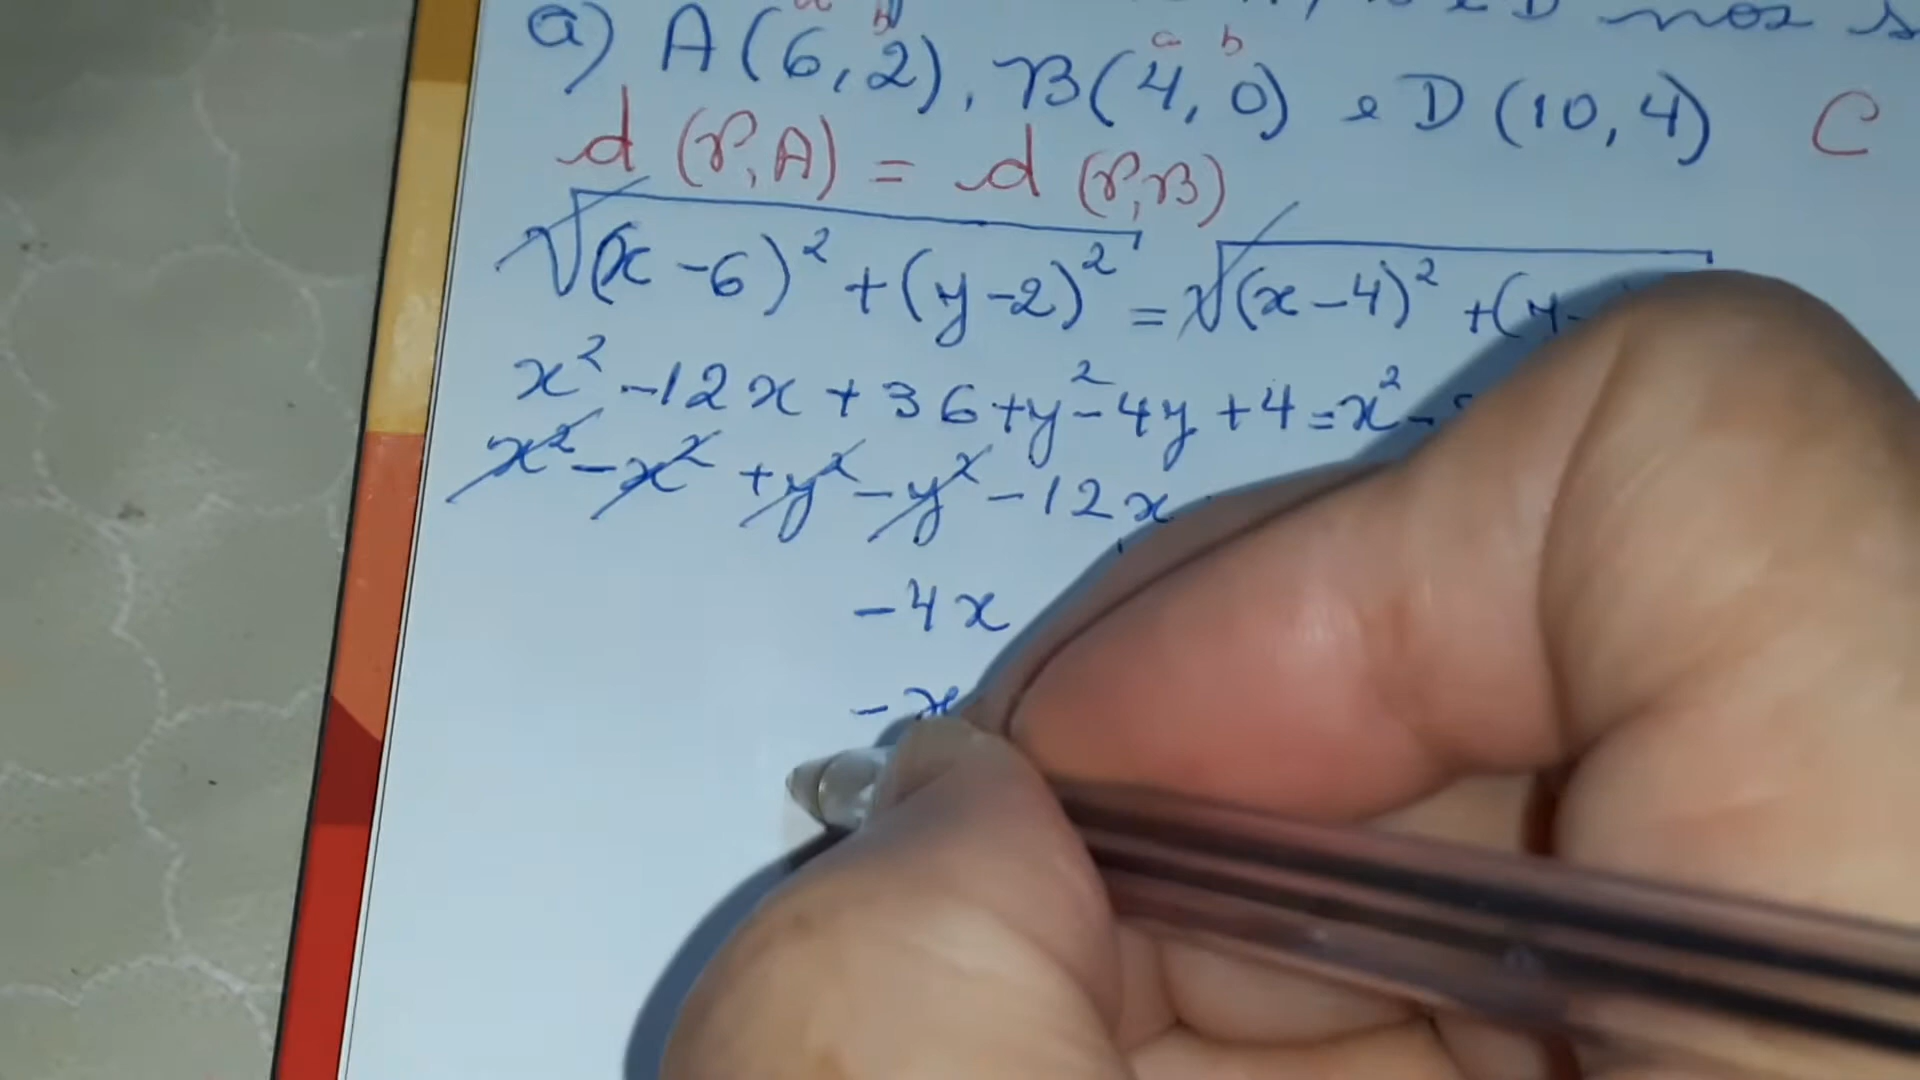 nos
a b a b
a) A(6,2), B(4,0) e D(10,4) C
d (P,A) = d (P,B)
√(x-6)² + (y-2)² = √(x-4)² + (y-
x² - 12x + 36 + y² - 4y + 4 = x² -
x² - x² + y² - y² - 12x
- 4x
- x